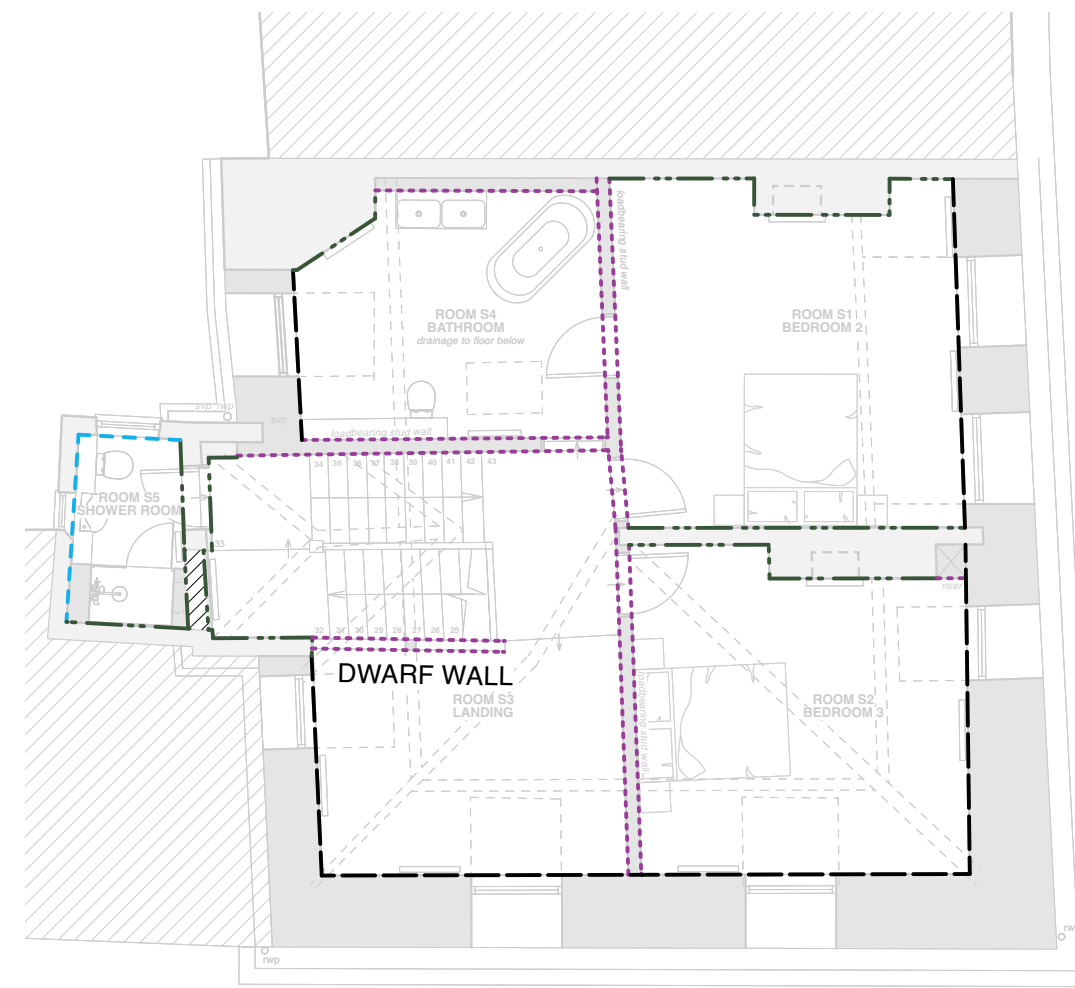 loadbearing stud wall
ROOM S4
BATHROOM
drainage to floor below
ROOM S1
BEDROOM 2
svp rwp
svp
loadbearing stud wall
34 35 36 37 38 39 40 41 42 43
ROOM S5
SHOWER ROOM
33
riser
32 31 30 29 28 27 26 25
DWARF WALL
ROOM S3
LANDING
loadbearing stud wall
ROOM S2
BEDROOM 3
rwp
rw